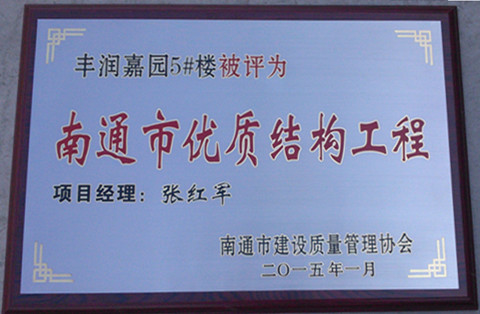 丰润嘉园5#楼被评为
南通市优质结构工程
项目经理：张红军
南通市建设质量管理协会
二〇一五年一月